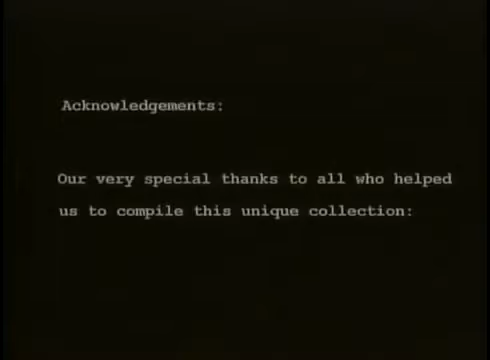 Acknowledgements:
Our very special thanks to all who helped
us to compile this unique collection: